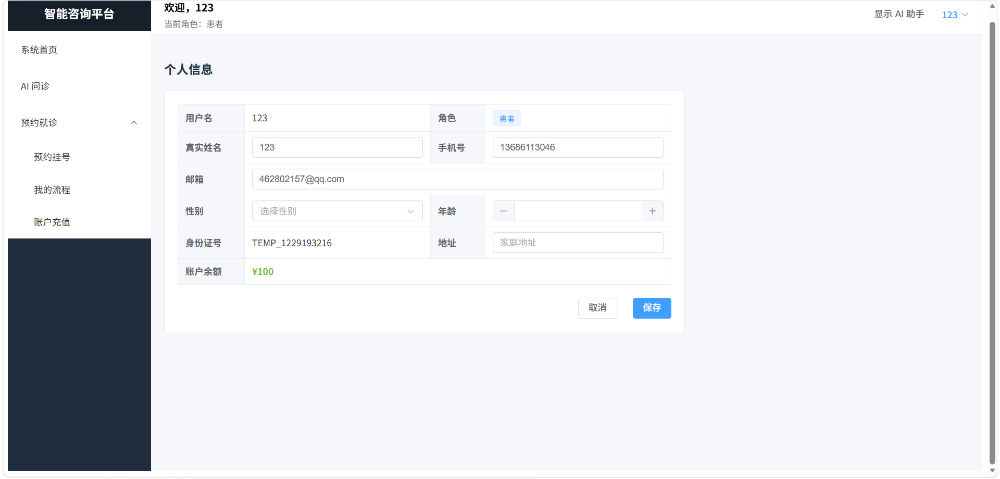 智能咨询平台
欢迎，123
当前角色：患者
显示 AI 助手
123
系统首页
AI 问诊
预约就诊
预约挂号
我的流程
账户充值
个人信息
用户名 123 角色 患者
真实姓名 123 手机号 13686113046
邮箱 462802157@qq.com
性别 选择性别 年龄
身份证号 TEMP_1229193216 地址 家庭地址
账户余额 ¥100
取消 保存